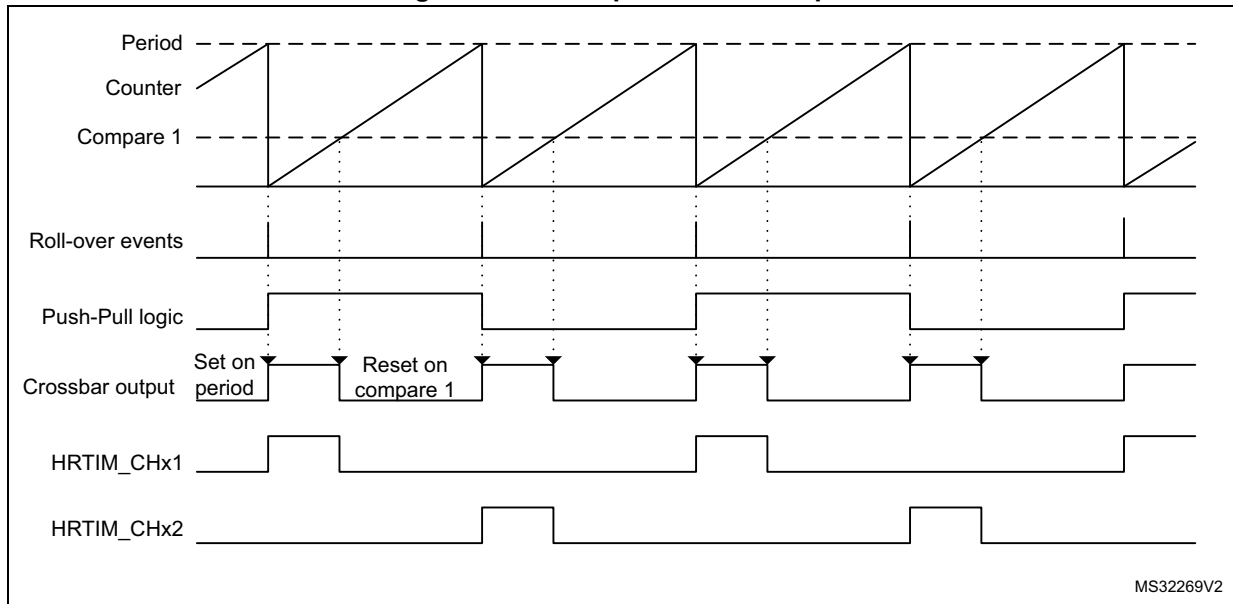 Period
Counter
Compare 1
Roll-over events
Push-Pull logic
Crossbar output
Set on
period
Reset on
compare 1
HRTIM_CHx1
HRTIM_CHx2
MS32269V2